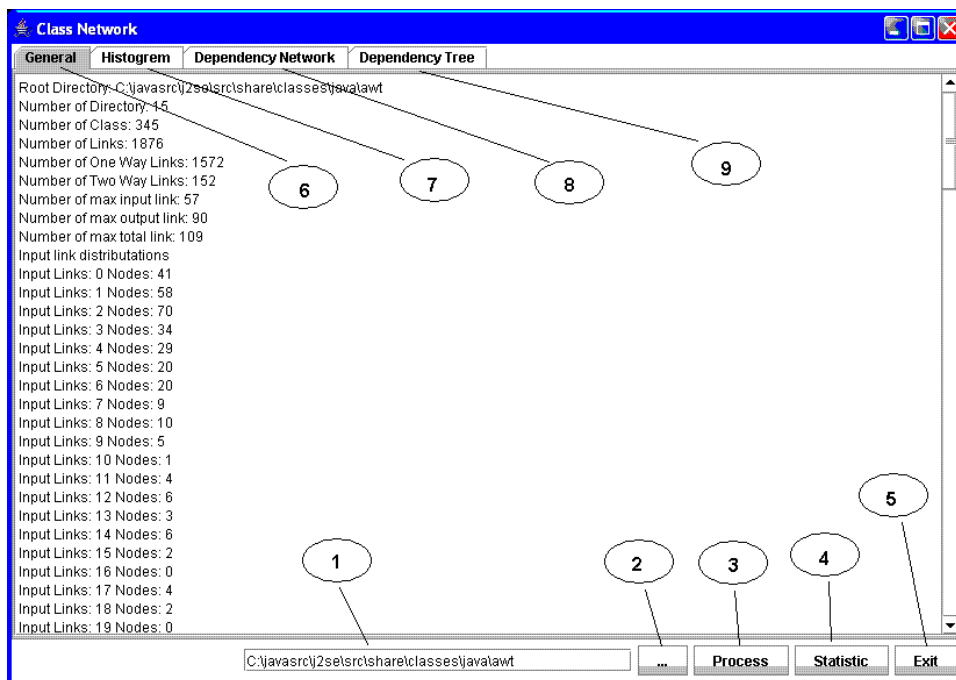 Class Network
General Histogrem Dependency Network Dependency Tree
Root Directory: C:\javasrc\j2se\src\share\classes\java\awt
Number of Directory: 15
Number of Class: 345
Number of Links: 1876
Number of One Way Links: 1572
Number of Two Way Links: 152
Number of max input link: 57
Number of max output link: 90
Number of max total link: 109
Input link distributations
Input Links: 0 Nodes: 41
Input Links: 1 Nodes: 58
Input Links: 2 Nodes: 70
Input Links: 3 Nodes: 34
Input Links: 4 Nodes: 29
Input Links: 5 Nodes: 20
Input Links: 6 Nodes: 20
Input Links: 7 Nodes: 9
Input Links: 8 Nodes: 10
Input Links: 9 Nodes: 5
Input Links: 10 Nodes: 1
Input Links: 11 Nodes: 4
Input Links: 12 Nodes: 6
Input Links: 13 Nodes: 3
Input Links: 14 Nodes: 6
Input Links: 15 Nodes: 2
Input Links: 16 Nodes: 0
Input Links: 17 Nodes: 4
Input Links: 18 Nodes: 2
Input Links: 19 Nodes: 0
6 7 8 9
5
1 2 3 4
C:\javasrc\j2se\src\share\classes\java\awt ... Process Statistic Exit